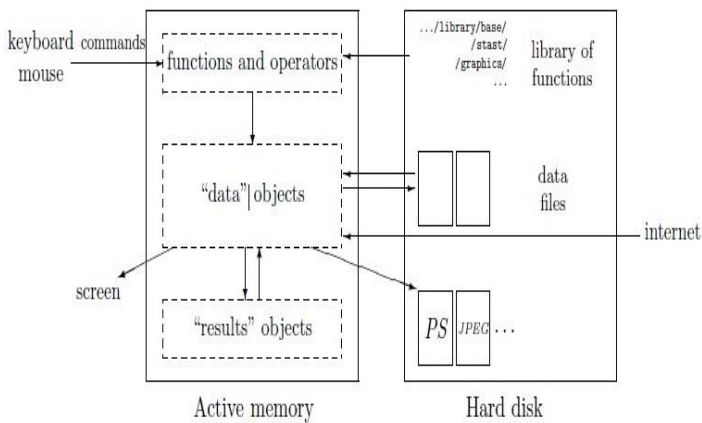 keyboard commands
mouse
functions and operators
.../library/base/
/stast/
/graphics/
...
library of
functions
"data"| objects
data
files
internet
screen
"results" objects
PS
JPEG
...
Active memory
Hard disk